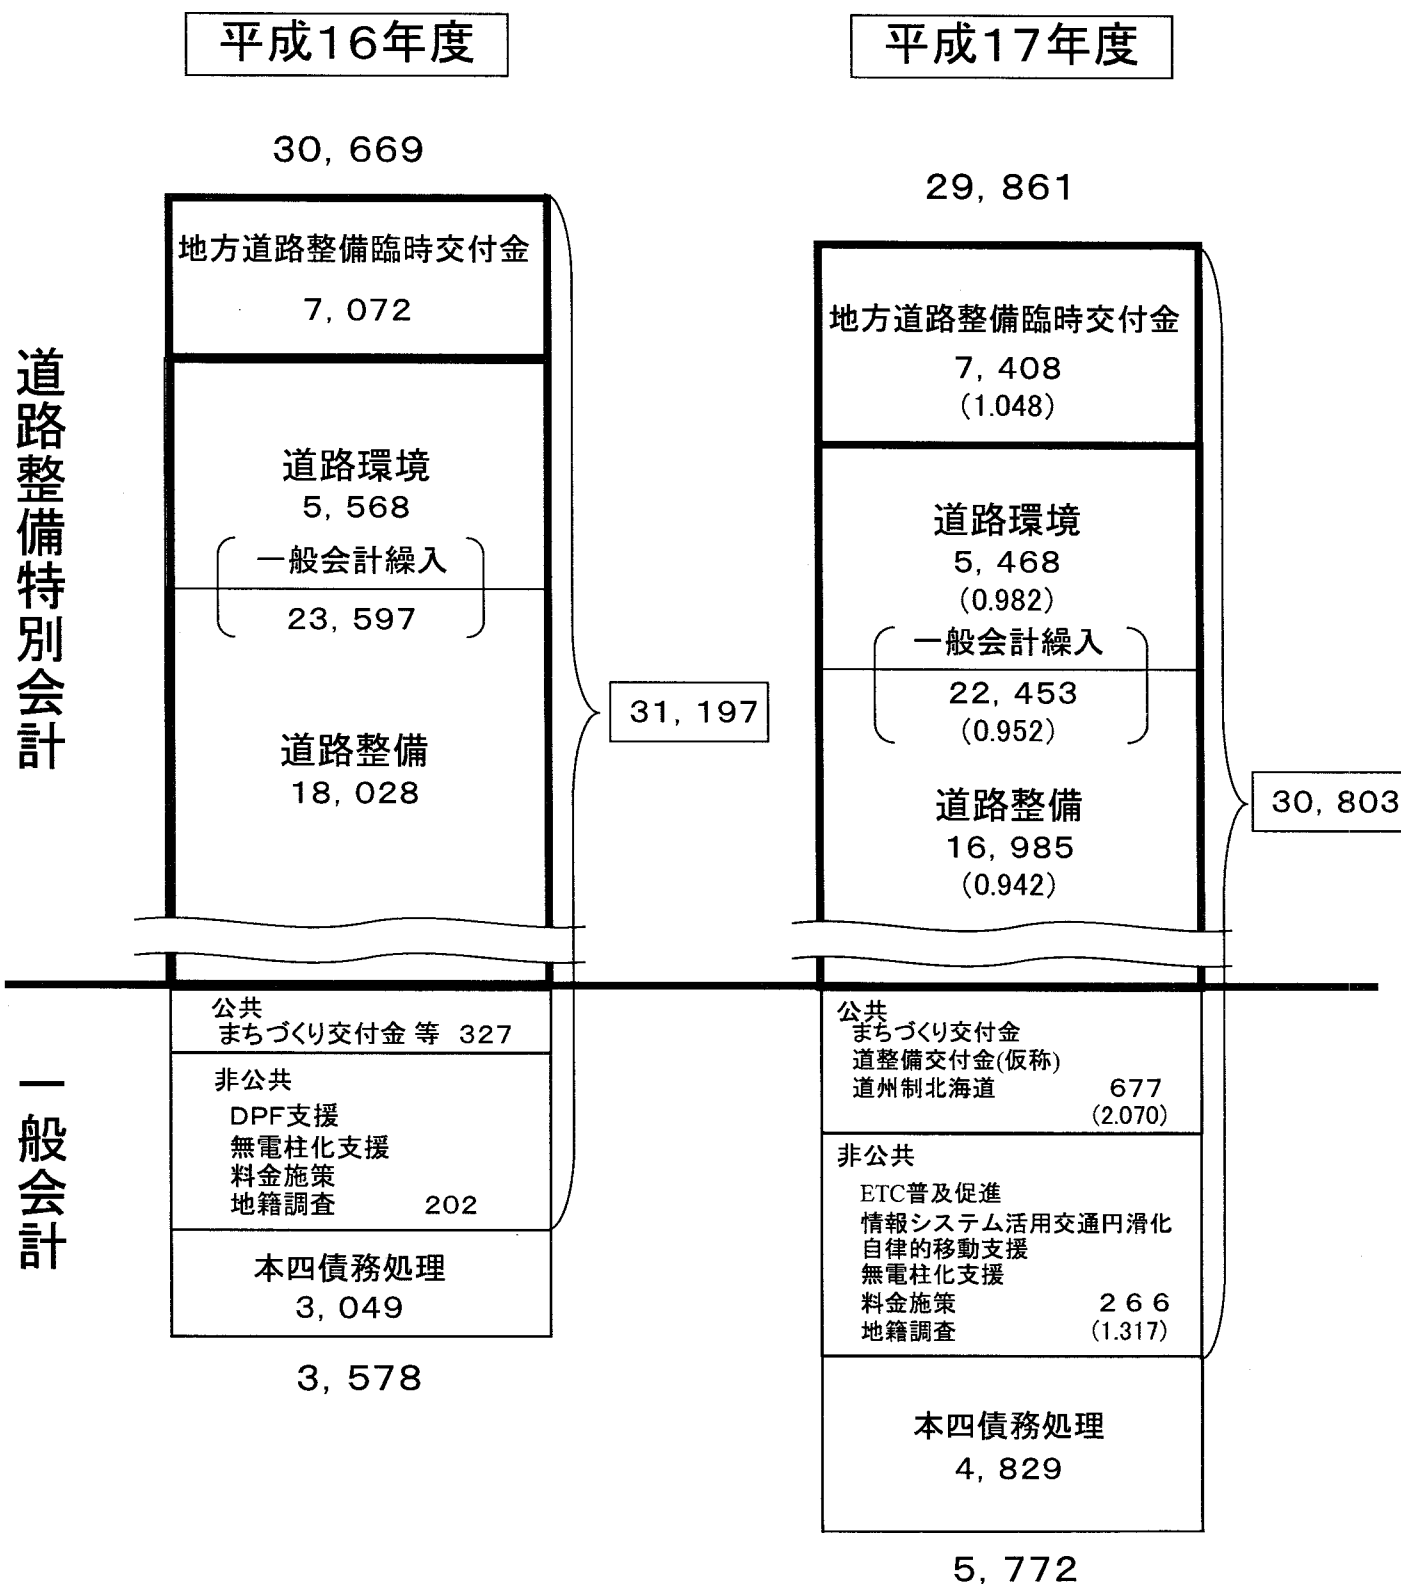 平成16年度
30,669
地方道路整備臨時交付金
7,072
道路環境
5,568
一般会計繰入
23,597
道路整備
18,028
31,197
公共
まちづくり交付金 等 327
非公共
DPF支援
無電柱化支援
料金施策
地籍調査 202
本四債務処理
3,049
3,578
平成17年度
29,861
地方道路整備臨時交付金
7,408
(1.048)
道路環境
5,468
(0.982)
一般会計繰入
22,453
(0.952)
道路整備
16,985
(0.942)
30,803
公共
まちづくり交付金
道整備交付金(仮称)
道州制北海道 677
(2.070)
非公共
ETC普及促進
情報システム活用交通円滑化
自律的移動支援
無電柱化支援
料金施策 266
地籍調査 (1.317)
本四債務処理
4,829
5,772
道路整備特別会計
一般会計